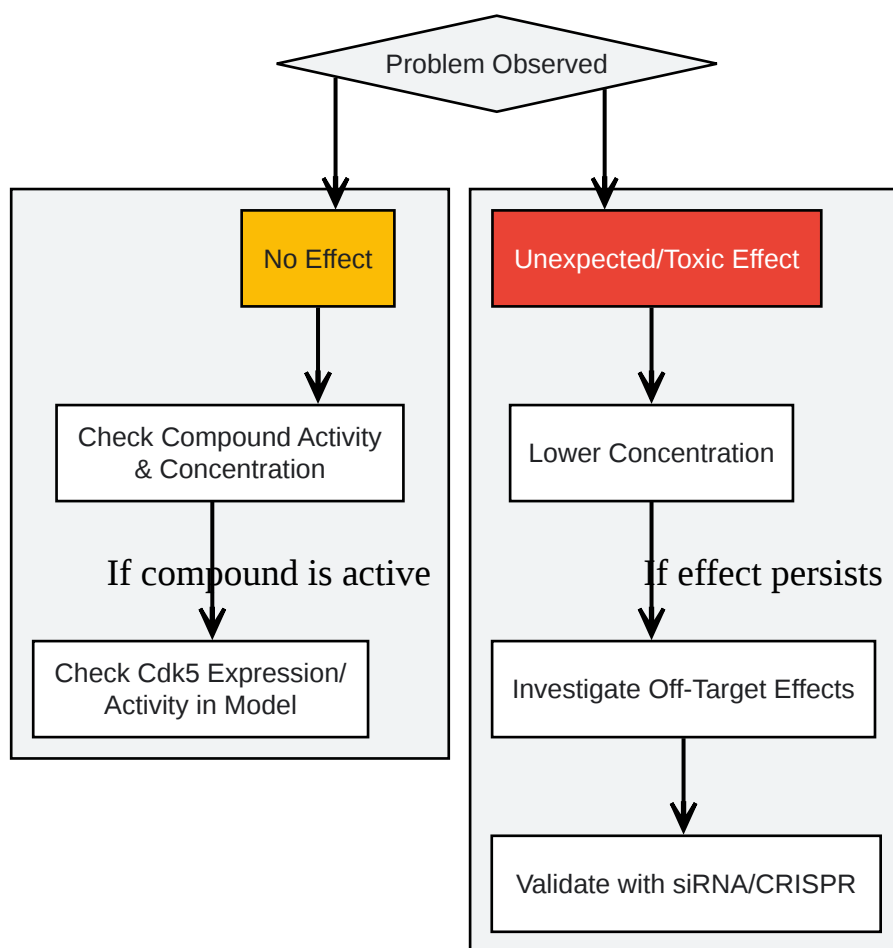 Problem Observed
No Effect
Check Compound Activity
& Concentration
If compound is active
Check Cdk5 Expression/
Activity in Model
Unexpected/Toxic Effect
Lower Concentration
If effect persists
Investigate Off-Target Effects
Validate with siRNA/CRISPR